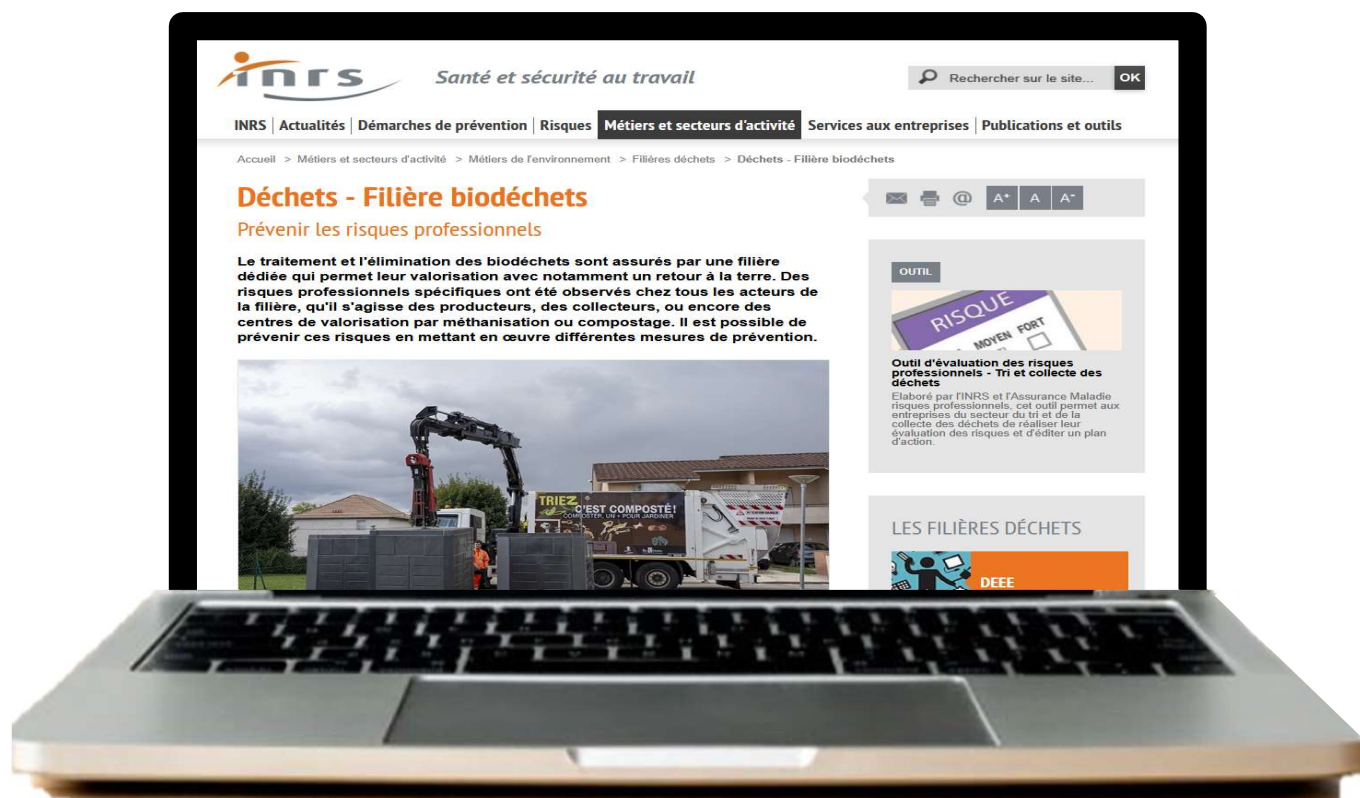 inrs
Santé et sécurité au travail
Rechercher sur le site...
OK
INRS | Actualités | Démarches de prévention | Risques Métiers et secteurs d'activité Services aux entreprises | Publications et outils
Accueil > Métiers et secteurs d'activité > Métiers de l'environnement > Filières déchets > Déchets - Filière biodéchets
Déchets - Filière biodéchets
Prévenir les risques professionnels
Le traitement et l'élimination des biodéchets sont assurés par une filière
dédiée qui permet leur valorisation avec notamment un retour à la terre. Des
risques professionnels spécifiques ont été observés chez tous les acteurs de
la filière, qu'il s'agisse des producteurs, des collecteurs, ou encore des
centres de valorisation par méthanisation ou compostage. Il est possible de
prévenir ces risques en mettant en œuvre différentes mesures de prévention.
TRIEZ
C'EST COMPOSTÉ!
COMPOSTER, UN + POUR JARDINER
@
A+ A A-
OUTIL
RISQUE
MOYEN FORT
Outil d'évaluation des risques
professionnels - Tri et collecte des
déchets
Elaboré par l'INRS et l'Assurance Maladie
risques professionnels, cet outil permet aux
entreprises du secteur du tri et de la
collecte des déchets de réaliser leur
évaluation des risques et d'éditer un plan
d'action.
LES FILIÈRES DÉCHETS
DEEE